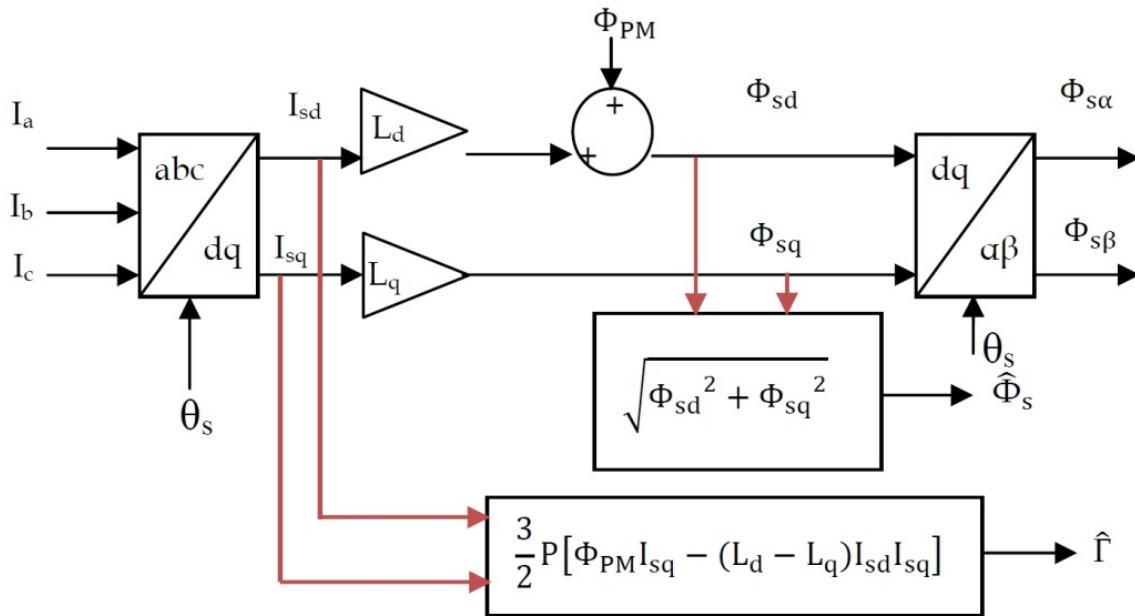 Φ_PM
I_a
I_b
I_c
abc
dq
θ_s
I_sd
I_sq
L_d
L_q
+
+
Φ_sd
Φ_sq
dq
αβ
θ_s
Φ_sα
Φ_sβ
√(Φ_sd² + Φ_sq²)
Φ̂_s
3/2 P[Φ_PM I_sq − (L_d − L_q)I_sd I_sq]
Γ̂